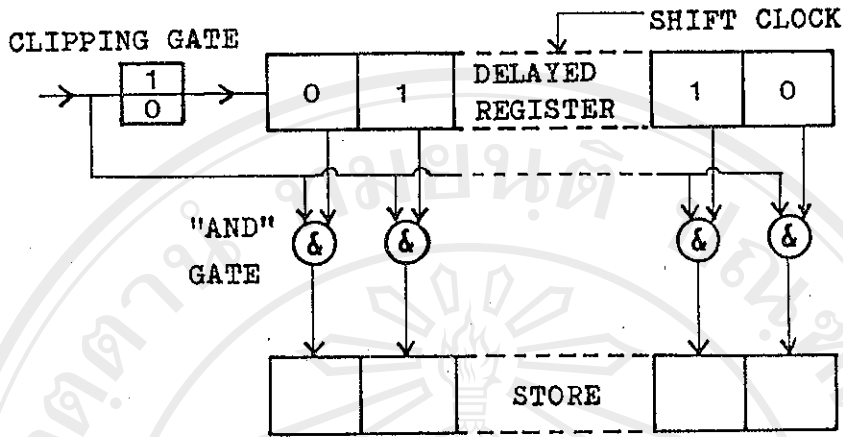 SHIFT CLOCK
CLIPPING GATE
1
0
0
1
DELAYED
REGISTER
1
0
"AND"
GATE
&
&
&
&
STORE